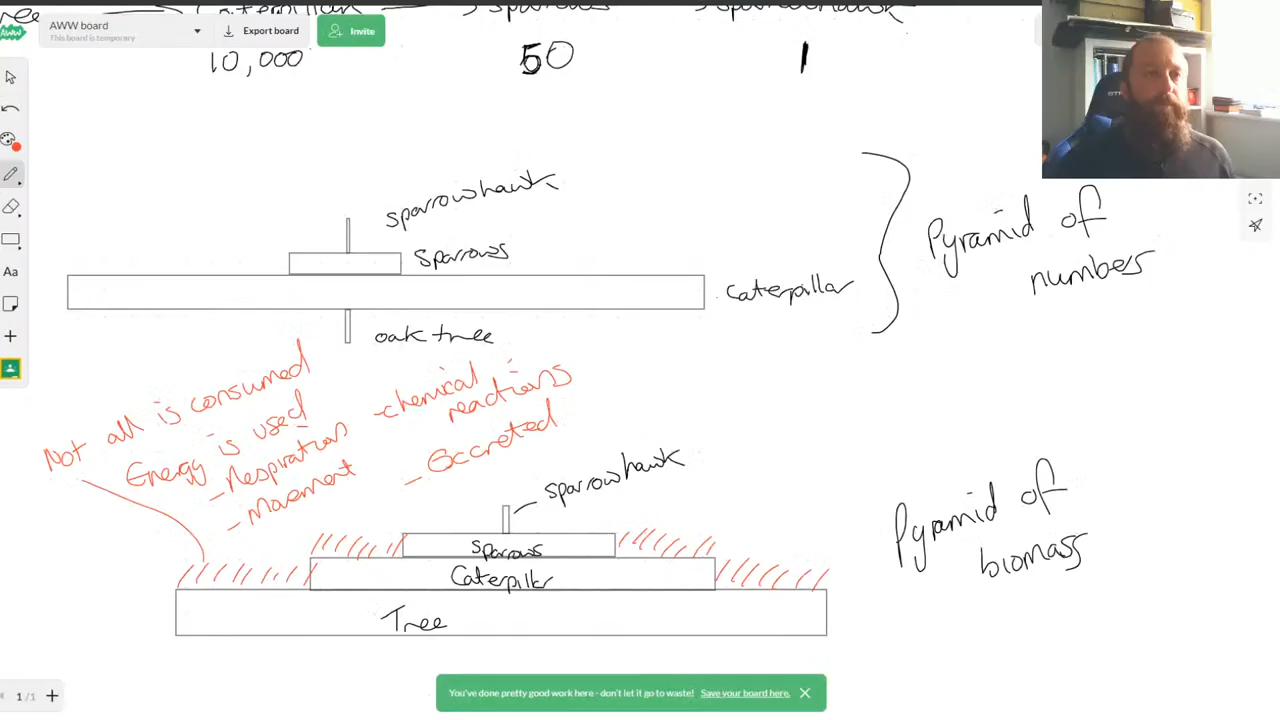 AWW board
This board is temporary
Export board
Invite
10,000
50
1
sparrowhawk
sparrows
caterpillar
oak tree
Pyramid of
numbers
Not all is consumed
Energy is used
- Respiration
- Movement
- chemical
reactions
- Excreted
sparrowhawk
sparrows
Caterpillar
Tree
Pyramid of
biomass
Aa
1/1
You've done pretty good work here - don't let it go to waste! Save your board here.